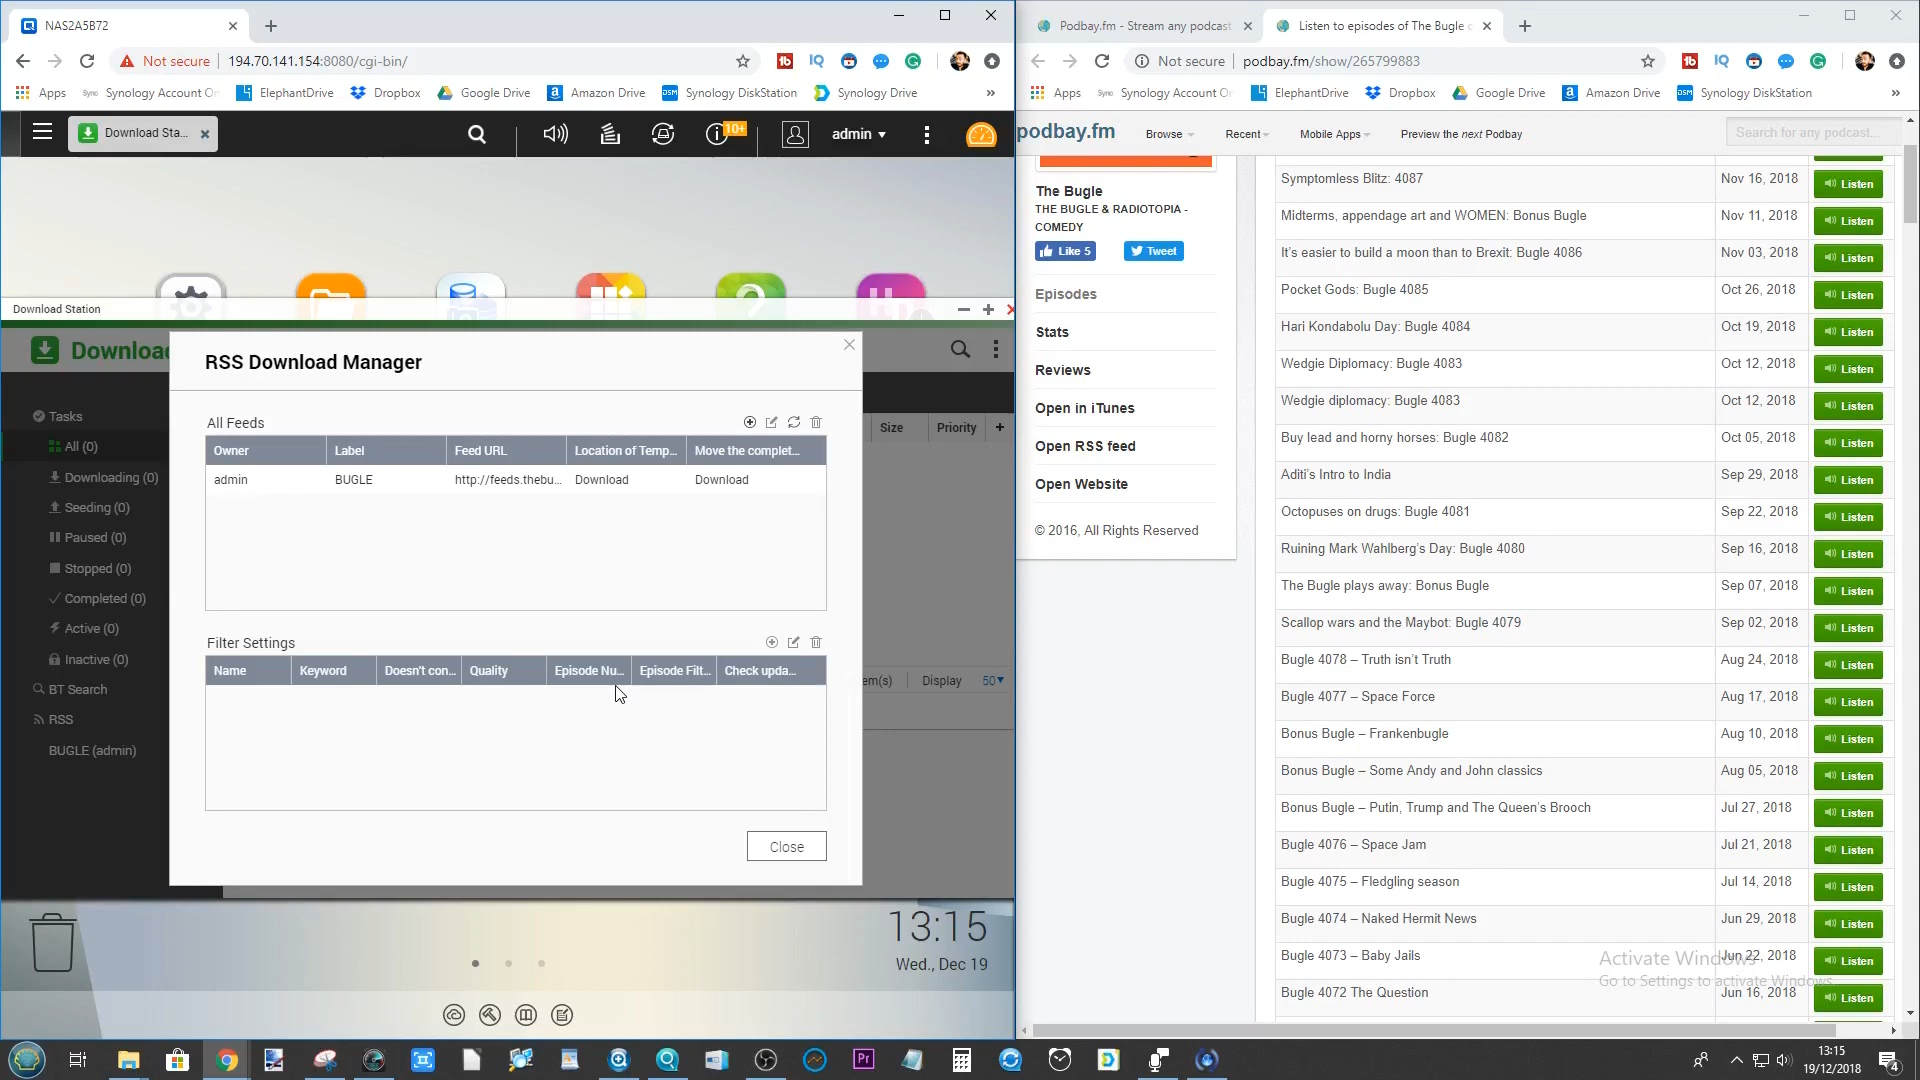 NAS2A5B72
Not secure
194.70.141.154:8080/cgi-bin/
Apps
Synology Account
ElephantDrive
Dropbox
Google Drive
Amazon Drive
Synology DiskStation
Synology Drive
»
Download Sta...
10+
admin
Download Station
RSS Download Manager
All Feeds
Owner
Label
Feed URL
Location of Temp...
Move the complet...
admin
BUGLE
http://feeds.thebu...
Download
Download
Filter Settings
Name
Keyword
Doesn't con...
Quality
Episode Nu...
Episode Filt...
Check upda...
Close
Tasks
All (0)
Downloading (0)
Seeding (0)
Paused (0)
Stopped (0)
Completed (0)
Active (0)
Inactive (0)
BT Search
RSS
BUGLE (admin)
Size
Priority
Display
50
13:15
Wed., Dec 19
Podbay.fm - Stream any podcast
Listen to episodes of The Bugle
Not secure
podbay.fm/show/265799883
Apps
Synology Account
ElephantDrive
Dropbox
Google Drive
Amazon Drive
Synology DiskStation
»
podbay.fm
Browse
Recent
Mobile Apps
Preview the next Podbay
Search for any podcast...
The Bugle
THE BUGLE & RADIOTOPIA -
COMEDY
Like 5
Tweet
Episodes
Stats
Reviews
Open in iTunes
Open RSS feed
Open Website
© 2016, All Rights Reserved
Symptomless Blitz: 4087 Nov 16, 2018 Listen
Midterms, appendage art and WOMEN: Bonus Bugle Nov 11, 2018 Listen
It's easier to build a moon than to Brexit: Bugle 4086 Nov 03, 2018 Listen
Pocket Gods: Bugle 4085 Oct 26, 2018 Listen
Hari Kondabolu Day: Bugle 4084 Oct 19, 2018 Listen
Wedgie Diplomacy: Bugle 4083 Oct 12, 2018 Listen
Wedgie diplomacy: Bugle 4083 Oct 12, 2018 Listen
Buy lead and horny horses: Bugle 4082 Oct 05, 2018 Listen
Aditi's Intro to India Sep 29, 2018 Listen
Octopuses on drugs: Bugle 4081 Sep 22, 2018 Listen
Ruining Mark Wahlberg's Day: Bugle 4080 Sep 16, 2018 Listen
The Bugle plays away: Bonus Bugle Sep 07, 2018 Listen
Scallop wars and the Maybot: Bugle 4079 Sep 02, 2018 Listen
Bugle 4078 – Truth isn't Truth Aug 24, 2018 Listen
Bugle 4077 – Space Force Aug 17, 2018 Listen
Bonus Bugle – Frankenbugle Aug 10, 2018 Listen
Bonus Bugle – Some Andy and John classics Aug 05, 2018 Listen
Bonus Bugle – Putin, Trump and The Queen's Brooch Jul 27, 2018 Listen
Bugle 4076 – Space Jam Jul 21, 2018 Listen
Bugle 4075 – Fledgling season Jul 14, 2018 Listen
Bugle 4074 – Naked Hermit News Jun 29, 2018 Listen
Bugle 4073 – Baby Jails Jun 22, 2018 Listen
Bugle 4072 The Question Jun 16, 2018 Listen
Activate Windows
Go to Settings to activate Windows.
Pr
13:15
19/12/2018
4